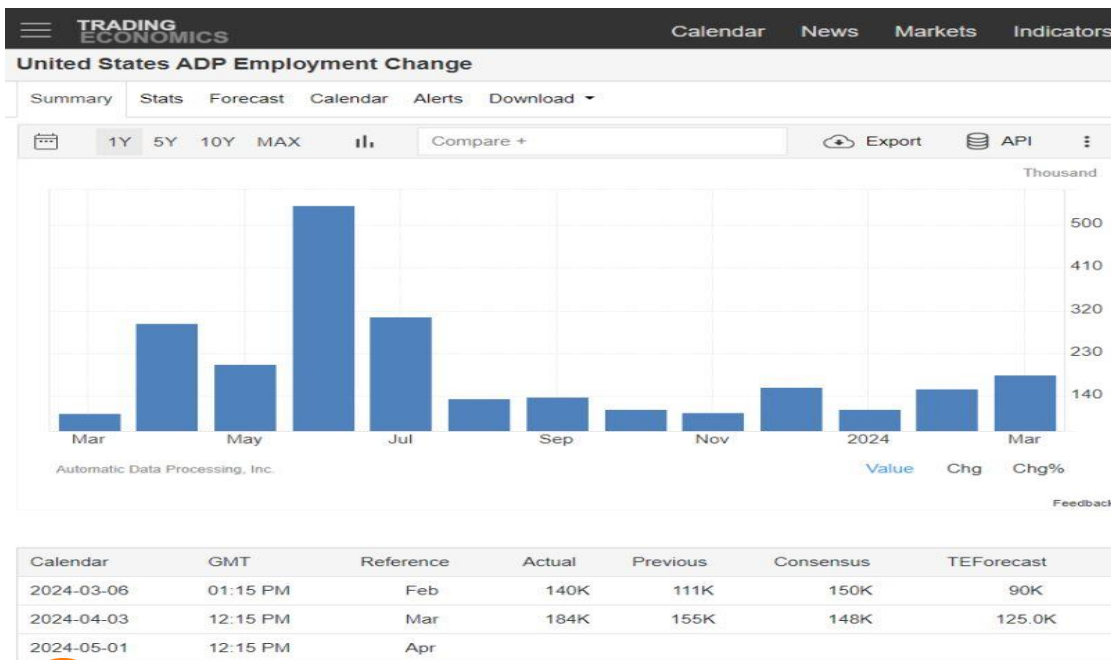 TRADING ECONOMICS Calendar News Markets Indicators
United States ADP Employment Change
Summary Stats Forecast Calendar Alerts Download
1Y 5Y 10Y MAX Compare + Export API
Thousand
500
410
320
230
140
Mar May Jul Sep Nov 2024 Mar
Automatic Data Processing, Inc. Value Chg Chg%
Feedback
Calendar GMT Reference Actual Previous Consensus TEForecast
2024-03-06 01:15 PM Feb 140K 111K 150K 90K
2024-04-03 12:15 PM Mar 184K 155K 148K 125.0K
2024-05-01 12:15 PM Apr